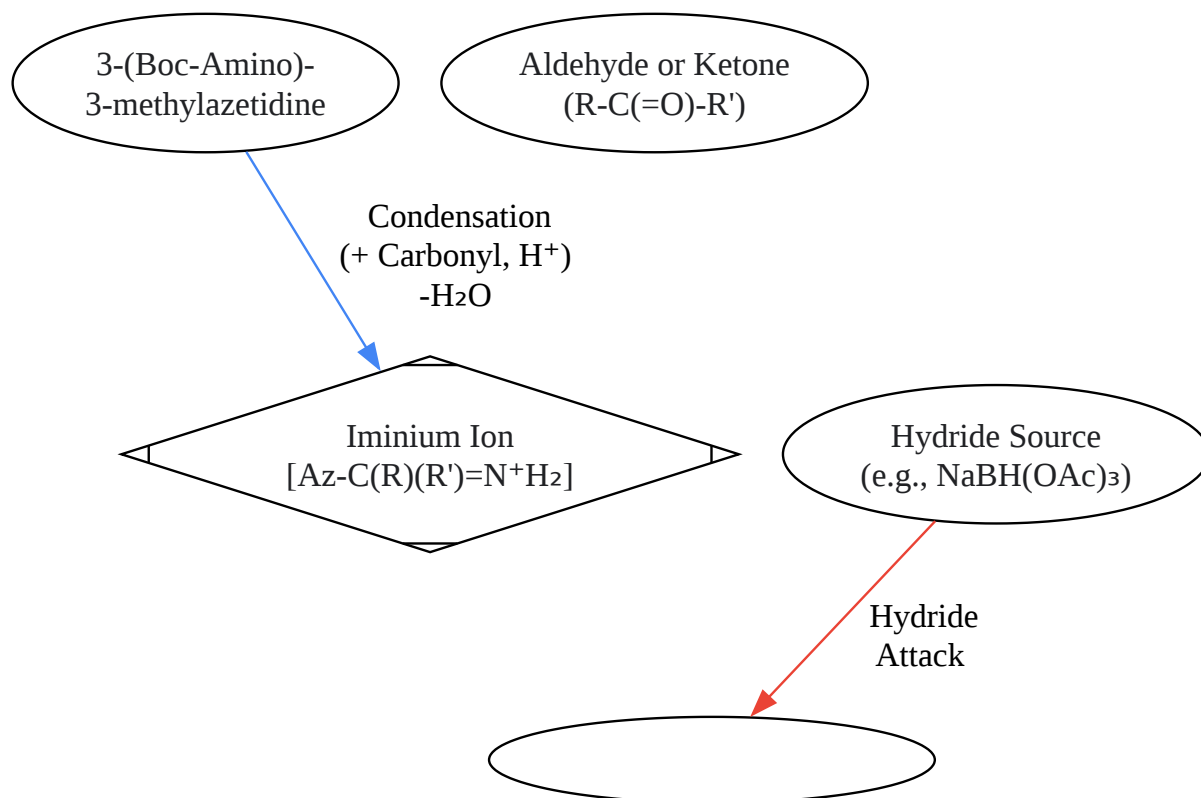 3-(Boc-Amino)-
3-methylazetidine
Aldehyde or Ketone
(R-C(=O)-R')
Condensation
(+ Carbonyl, H⁺)
-H₂O
Iminium Ion
[Az-C(R)(R')=N⁺H₂]
Hydride Source
(e.g., NaBH(OAc)₃)
Hydride
Attack